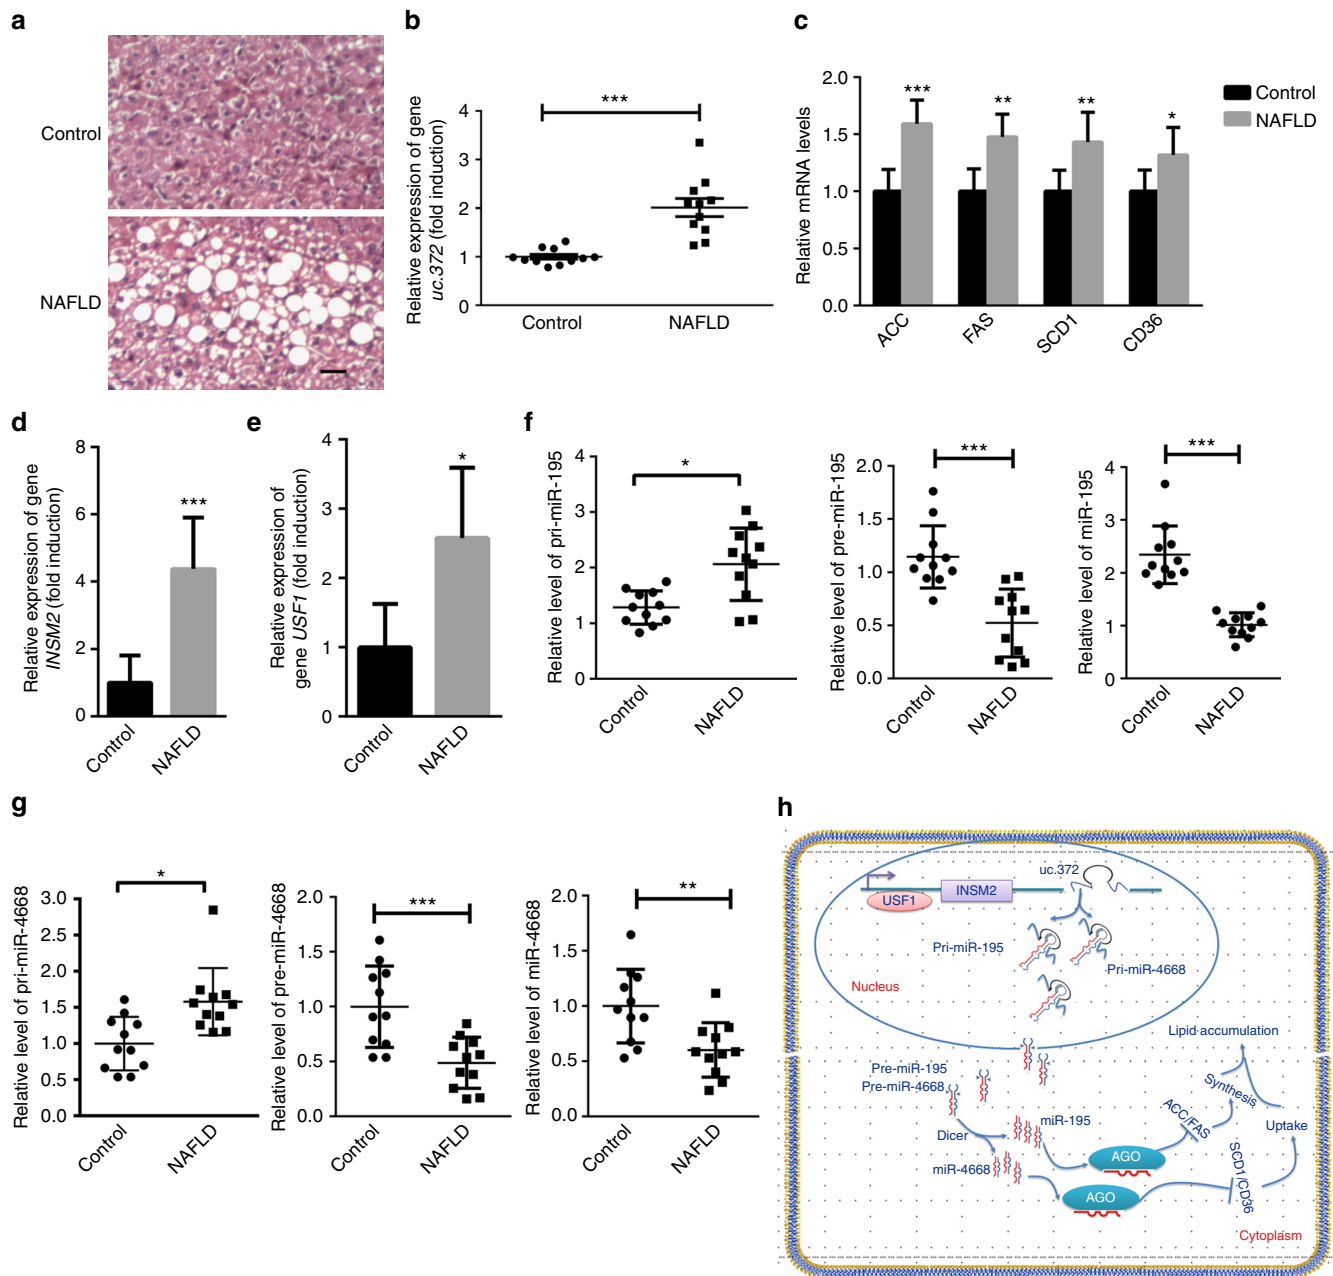 a
Control
NAFLD
b
Relative expression of gene
uc.372 (fold induction)
4
3
2
1
0
***
Control
NAFLD
c
Relative mRNA levels
2.0
1.5
1.0
0.5
0.0
***
**
**
*
ACC
FAS
SCD1
CD36
Control
NAFLD
d
Relative expression of gene
INSM2 (fold induction)
8
6
4
2
0
***
Control
NAFLD
e
Relative expression of
gene USF1 (fold induction)
4
3
2
1
0
*
Control
NAFLD
f
Relative level of pri-miR-195
4
3
2
1
0
*
Control
NAFLD
Relative level of pre-miR-195
2.0
1.5
1.0
0.5
0.0
***
Control
NAFLD
Relative level of miR-195
4
3
2
1
0
***
Control
NAFLD
g
Relative level of pri-miR-4668
3.0
2.5
2.0
1.5
1.0
0.5
0.0
*
Control
NAFLD
Relative level of pre-miR-4668
2.0
1.5
1.0
0.5
0.0
***
Control
NAFLD
Relative level of miR-4668
2.0
1.5
1.0
0.5
0.0
**
Control
NAFLD
h
uc.372
USF1
INSM2
Pri-miR-195
Pri-miR-4668
Nucleus
Lipid accumulation
Pre-miR-195
Pre-miR-4668
Synthesis
ACC/FAS
miR-195
Uptake
Dicer
AGO
miR-4668
SCD1/CD36
AGO
Cytoplasm